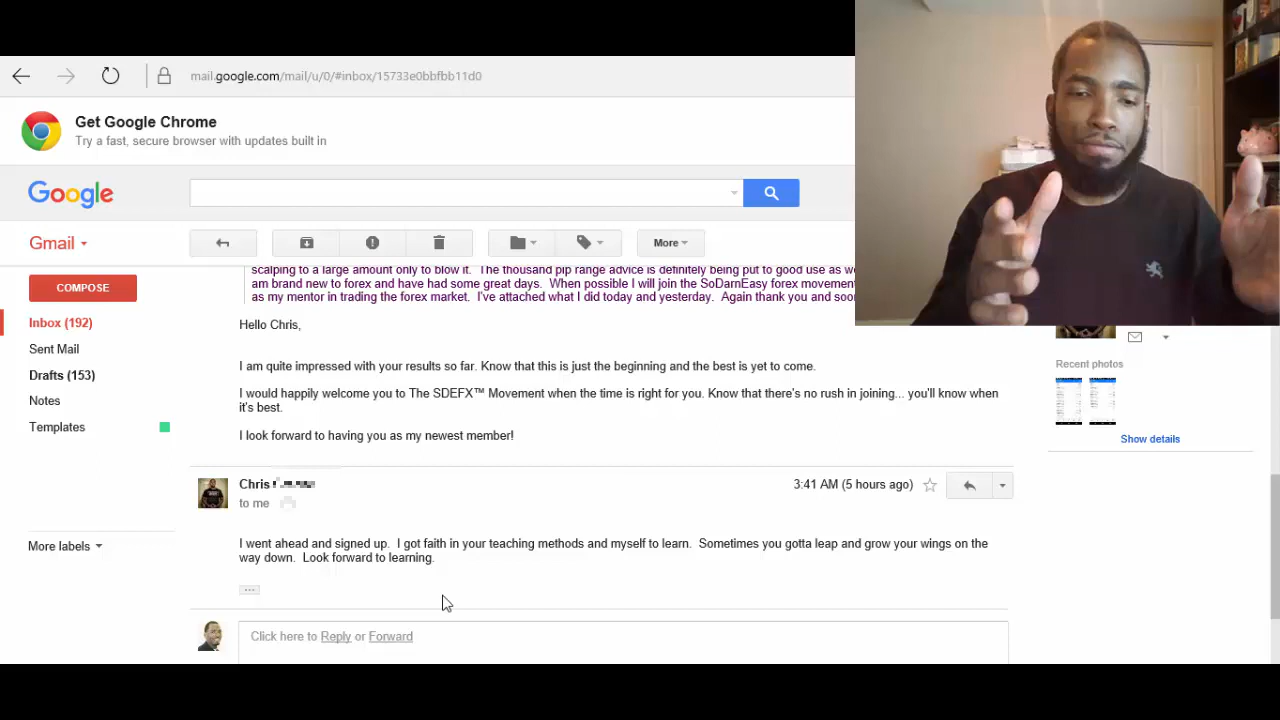 mail.google.com/mail/u/0/#inbox/15733e0bbfbb11d0
Get Google Chrome
Try a fast, secure browser with updates built in
Google
Gmail
More
COMPOSE
Inbox (192)
Sent Mail
Drafts (153)
Notes
Templates
More labels
scalping to a large amount only to blow it. The thousand pip range advice is definitely being put to good use as we
am brand new to forex and have had some great days. When possible I will join the SoDarnEasy forex movement
as my mentor in trading the forex market. I've attached what I did today and yesterday. Again thank you and soon
Hello Chris,
I am quite impressed with your results so far. Know that this is just the beginning and the best is yet to come.
I would happily welcome you to The SDEFX™ Movement when the time is right for you. Know that there's no rush in joining... you'll know when
it's best.
I look forward to having you as my newest member!
Chris
3:41 AM (5 hours ago)
to me
I went ahead and signed up. I got faith in your teaching methods and myself to learn. Sometimes you gotta leap and grow your wings on the
way down. Look forward to learning.
Click here to Reply or Forward
Recent photos
Show details